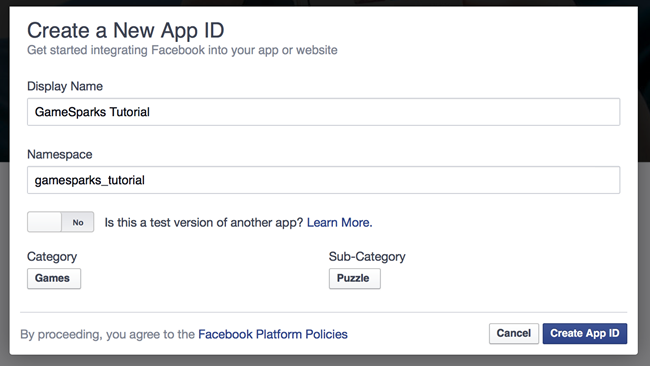 Create a New App ID
Get started integrating Facebook into your app or website
Display Name
GameSparks Tutorial
Namespace
gamesparks_tutorial
No Is this a test version of another app? Learn More.
Category Sub-Category
Games Puzzle
By proceeding, you agree to the Facebook Platform Policies Cancel Create App ID